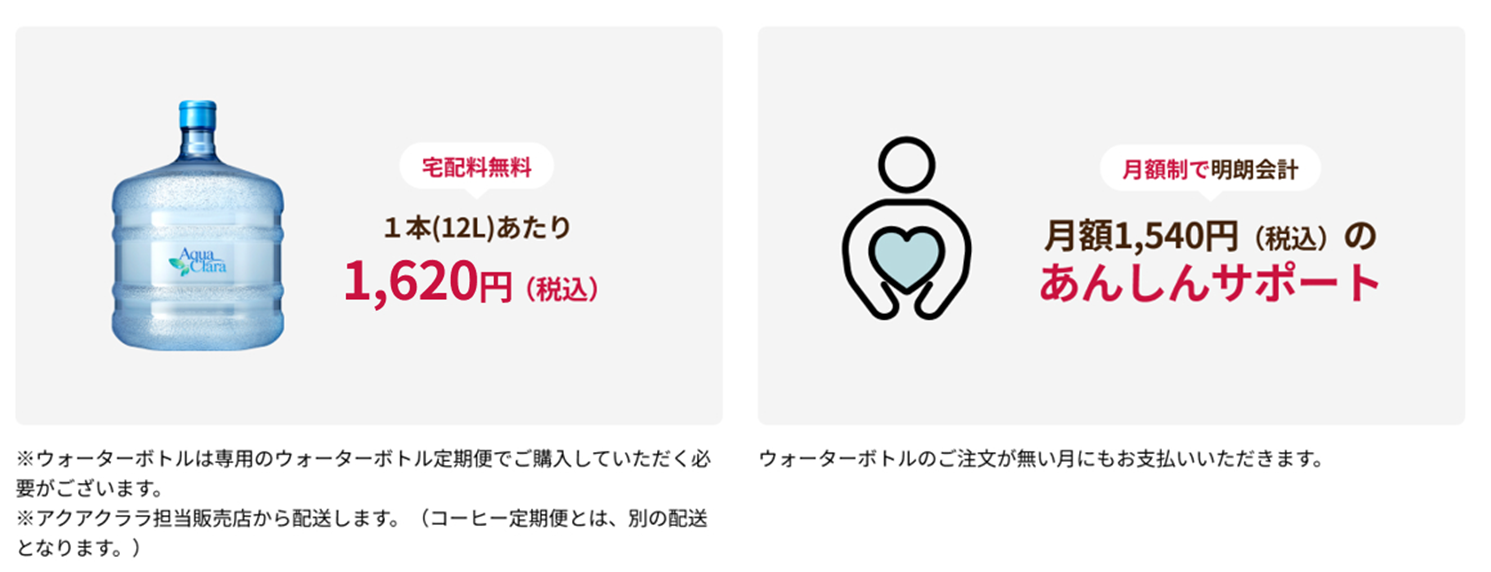 宅配料無料
１本(12L)あたり
1,620円（税込）
Aqua
Clara
※ウォーターボトルは専用のウォーターボトル定期便でご購入していただく必
要がございます。
※アクアクララ担当販売店から配送します。（コーヒー定期便とは、別の配送
となります。）
月額制で明朗会計
月額1,540円（税込）の
あんしんサポート
ウォーターボトルのご注文が無い月にもお支払いいただきます。